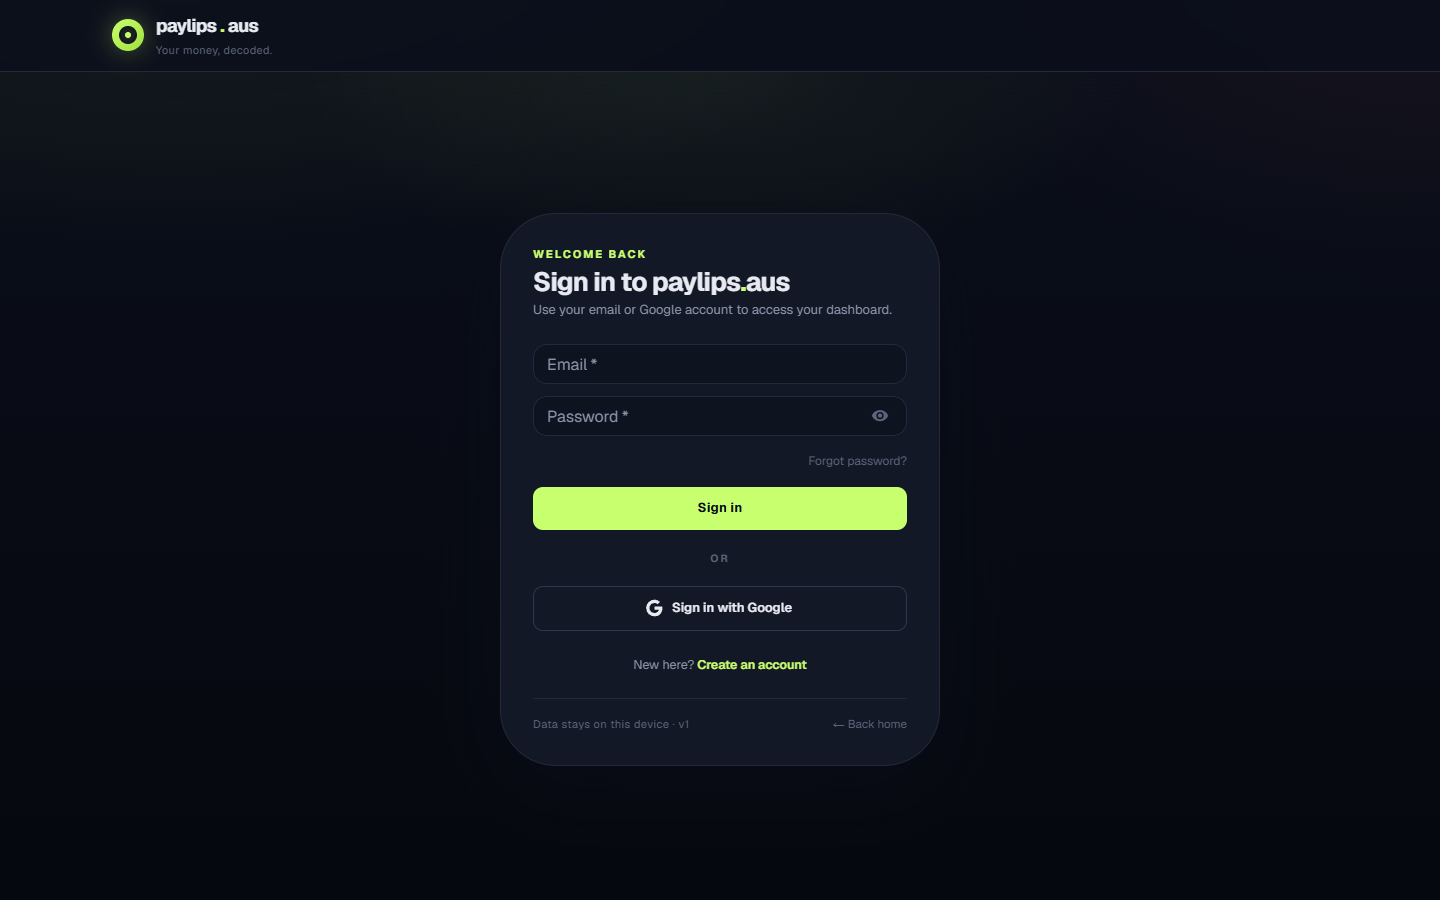 paylips.aus
Your money, decoded.
WELCOME BACK
Sign in to paylips.aus
Use your email or Google account to access your dashboard.
Email *
Password *
Forgot password?
Sign in
OR
Sign in with Google
New here? Create an account
Data stays on this device · v1
← Back home